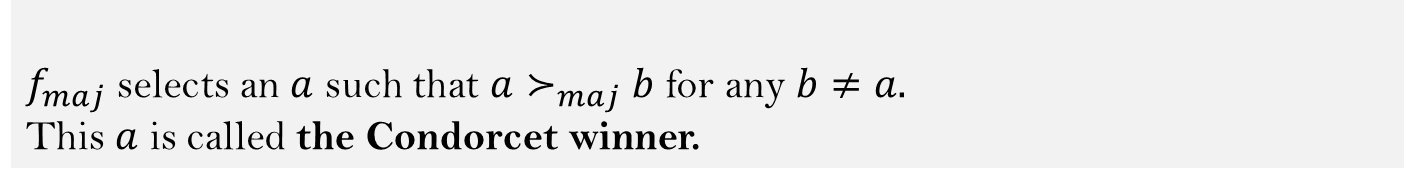 f_maj selects an a such that a ≻_maj b for any b ≠ a.
This a is called the Condorcet winner.